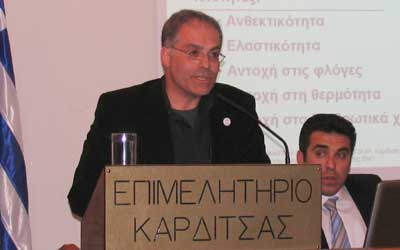 Ανθεκτικότητα
Ελαστικότητα
Αντοχή στις φλόγες
οχή στη θερμότητα
ΕΠΙΜΕΛΗΤΗΡΙΟ
ΚΑΡΔΙΤΣΑΣ